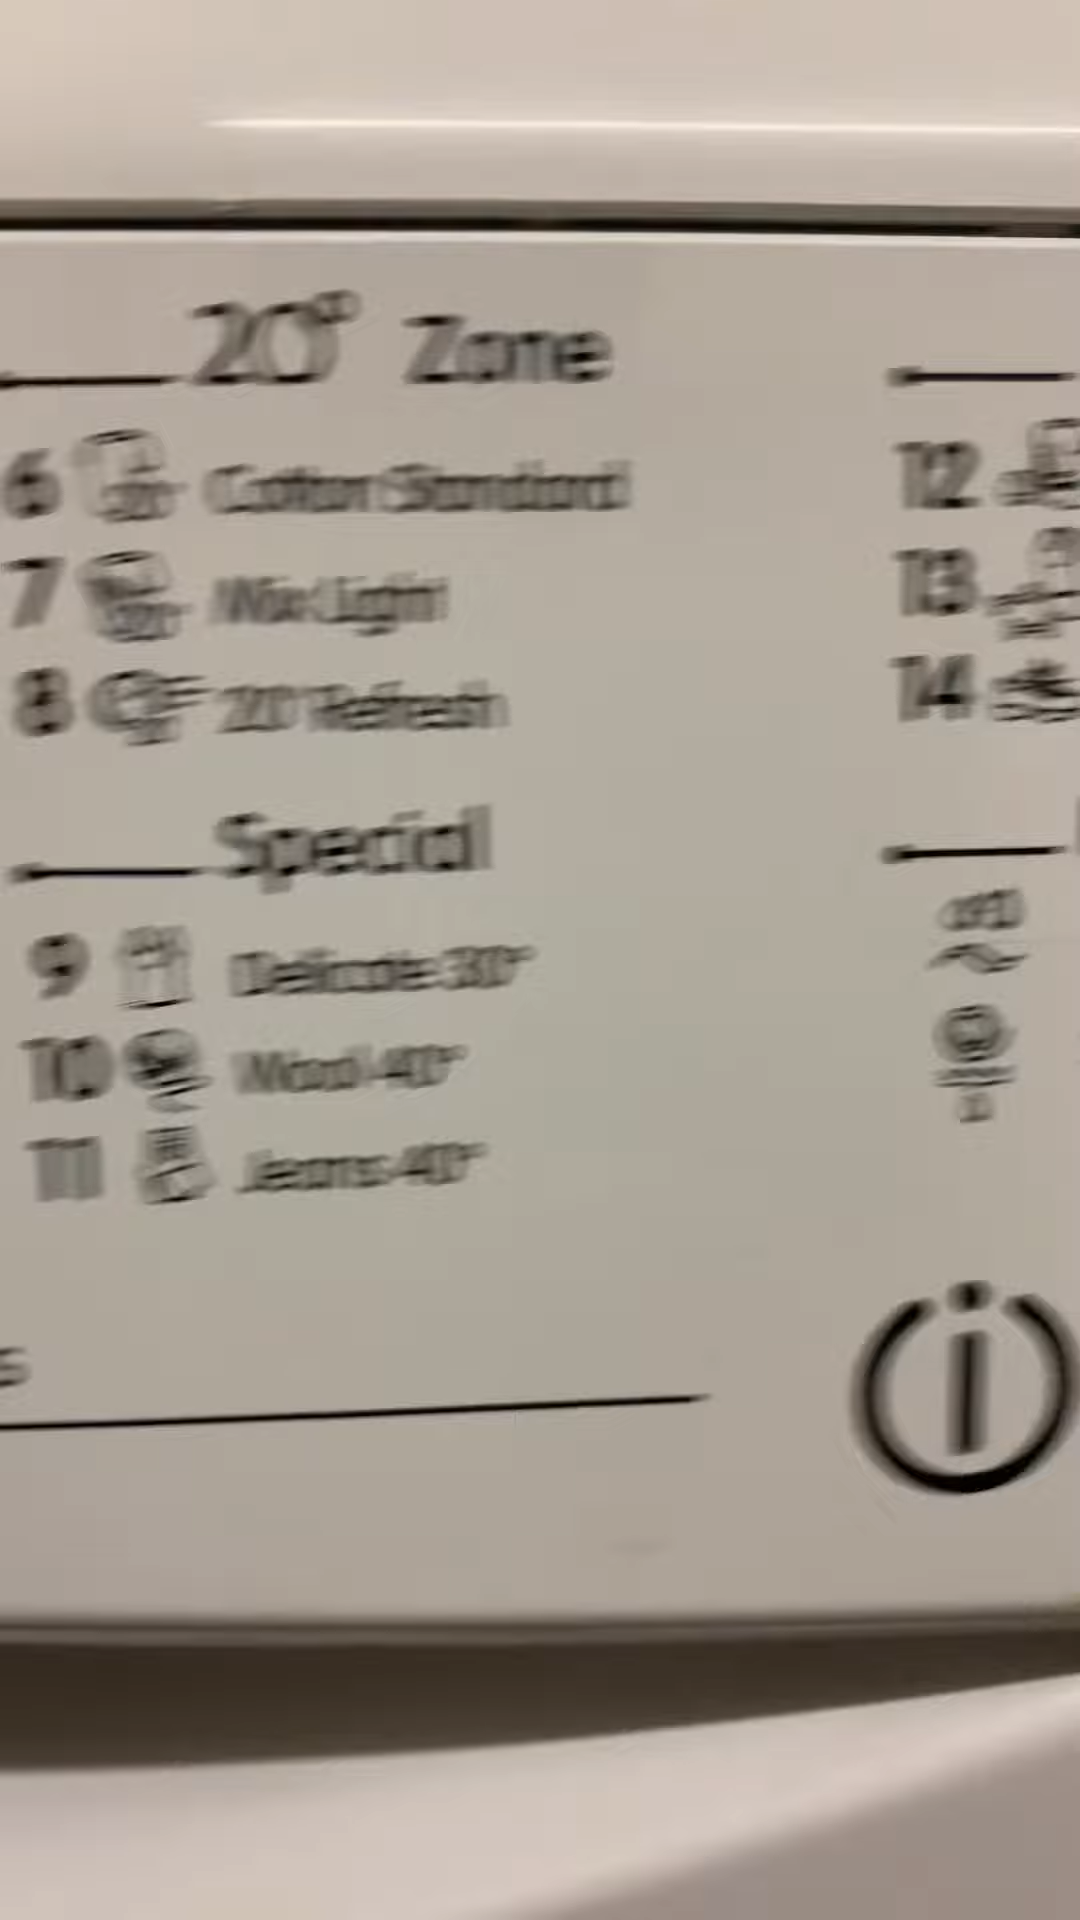 20° Zone
6 Cotton Standard
7 Mix Light
8 20° Refresh
Special
9 Delicate 30°
10 Wool 40°
11 Jeans 40°
s
12
13
14
i